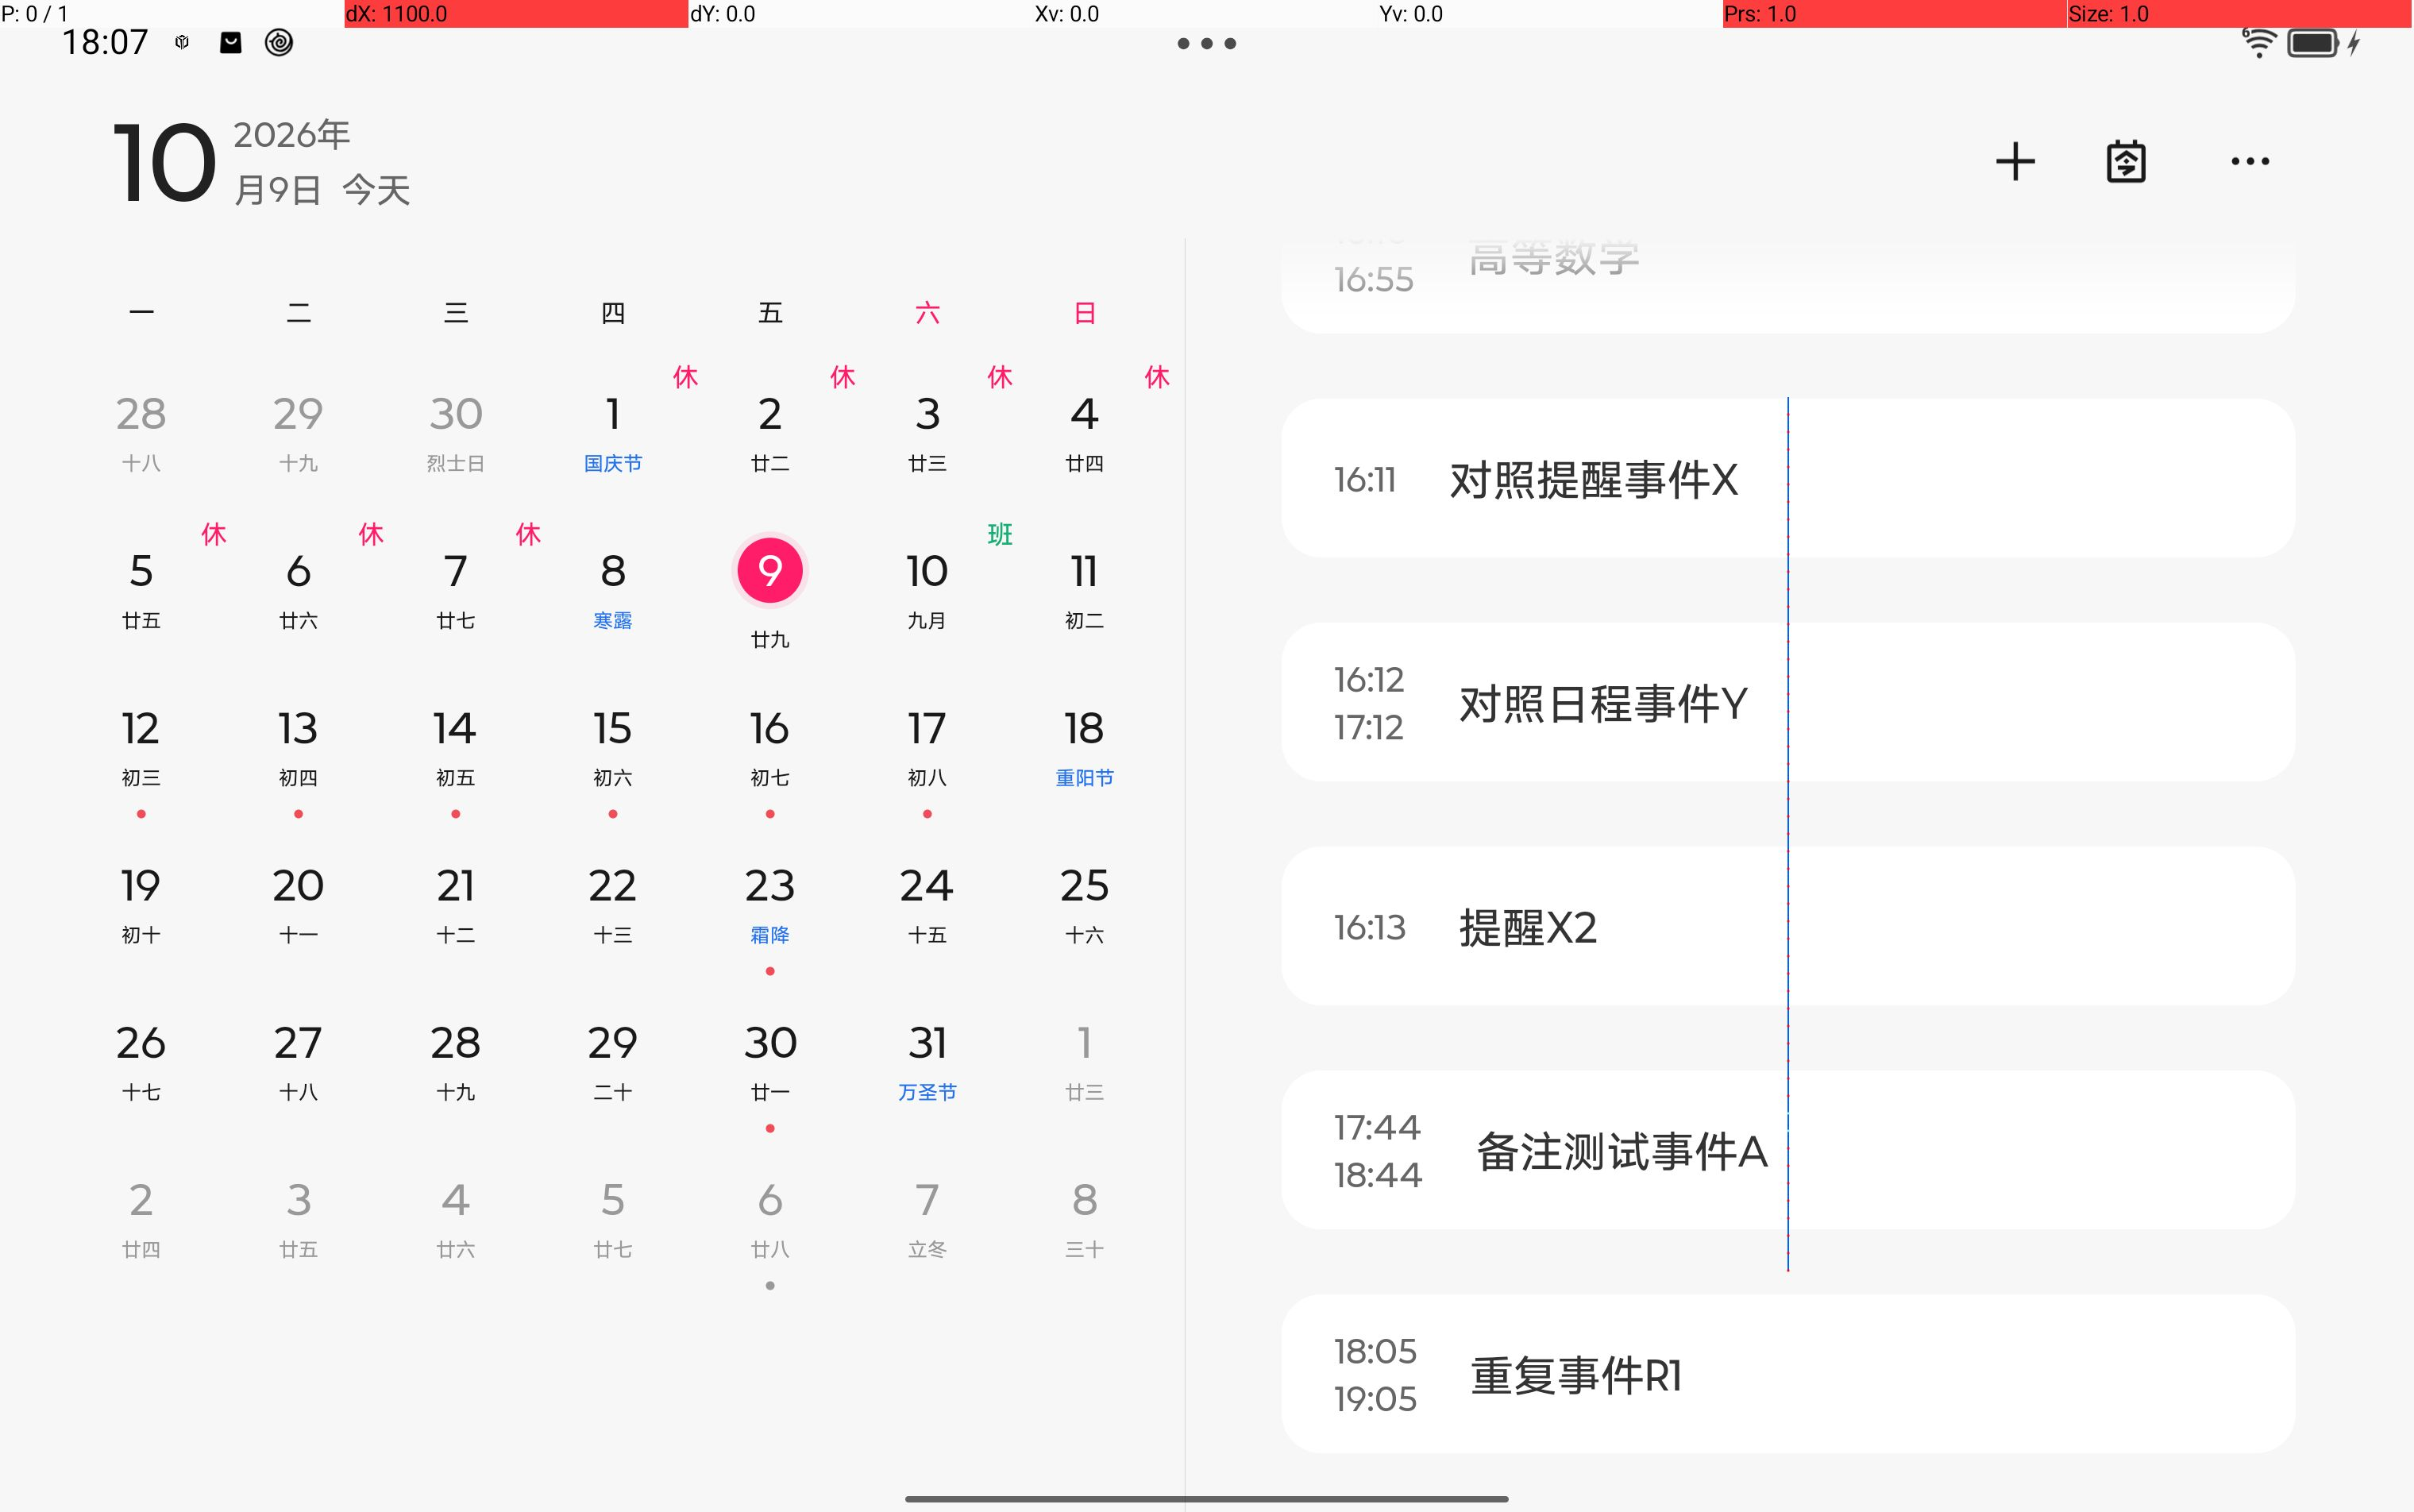 P: 0 / 1 dX: 1100.0 dY: 0.0 Xv: 0.0 Yv: 0.0 Prs: 1.0 Size: 1.0
18:07
6
10 2026年
月9日 今天
一 二 三 四 五 六 日
休 休 休 休
28 29 30 1 2 3 4
十八 十九 烈士日 国庆节 廿二 廿三 廿四
休 休 休 班
5 6 7 8 9 10 11
廿五 廿六 廿七 寒露 廿九 九月 初二
12 13 14 15 16 17 18
初三 初四 初五 初六 初七 初八 重阳节
19 20 21 22 23 24 25
初十 十一 十二 十三 霜降 十五 十六
26 27 28 29 30 31 1
十七 十八 十九 二十 廿一 万圣节 廿三
2 3 4 5 6 7 8
廿四 廿五 廿六 廿七 廿八 立冬 三十
今
高等数学
16:55
16:11 对照提醒事件X
16:12
17:12
对照日程事件Y
16:13 提醒X2
17:44
18:44
备注测试事件A
18:05
19:05
重复事件R1